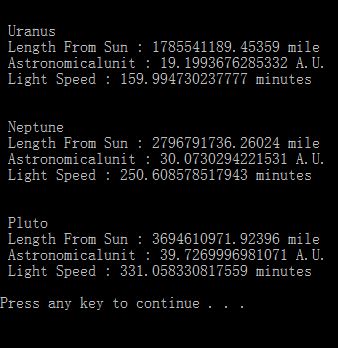 Uranus
Length From Sun : 1785541189.45359 mile
Astronomicalunit : 19.1993676285332 A.U.
Light Speed : 159.994730237777 minutes
Neptune
Length From Sun : 2796791736.26024 mile
Astronomicalunit : 30.0730294221531 A.U.
Light Speed : 250.608578517943 minutes
Pluto
Length From Sun : 3694610971.92396 mile
Astronomicalunit : 39.7269996981071 A.U.
Light Speed : 331.058330817559 minutes
Press any key to continue . . .